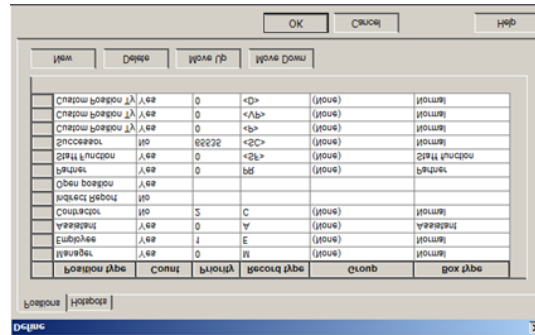 Define
Positions Hotspots
Position type Count Priority Record type Group Box type
Manager Yes 0 M (None) Normal
Employee Yes 1 E (None) Normal
Assistant Yes 0 A (None) Assistant
Contractor No 2 C (None) Normal
Indirect Report No
Open position Yes
Partner Yes 0 PR (None) Partner
Staff Function Yes 0 <SF> (None) Staff function
Successor No 65535 <SC> (None) Normal
Custom Position Ty Yes 0 <P> (None) Normal
Custom Position Ty Yes 0 <VP> (None) Normal
Custom Position Ty Yes 0 <D> (None) Normal
New Delete Move Up Move Down
OK Cancel Help